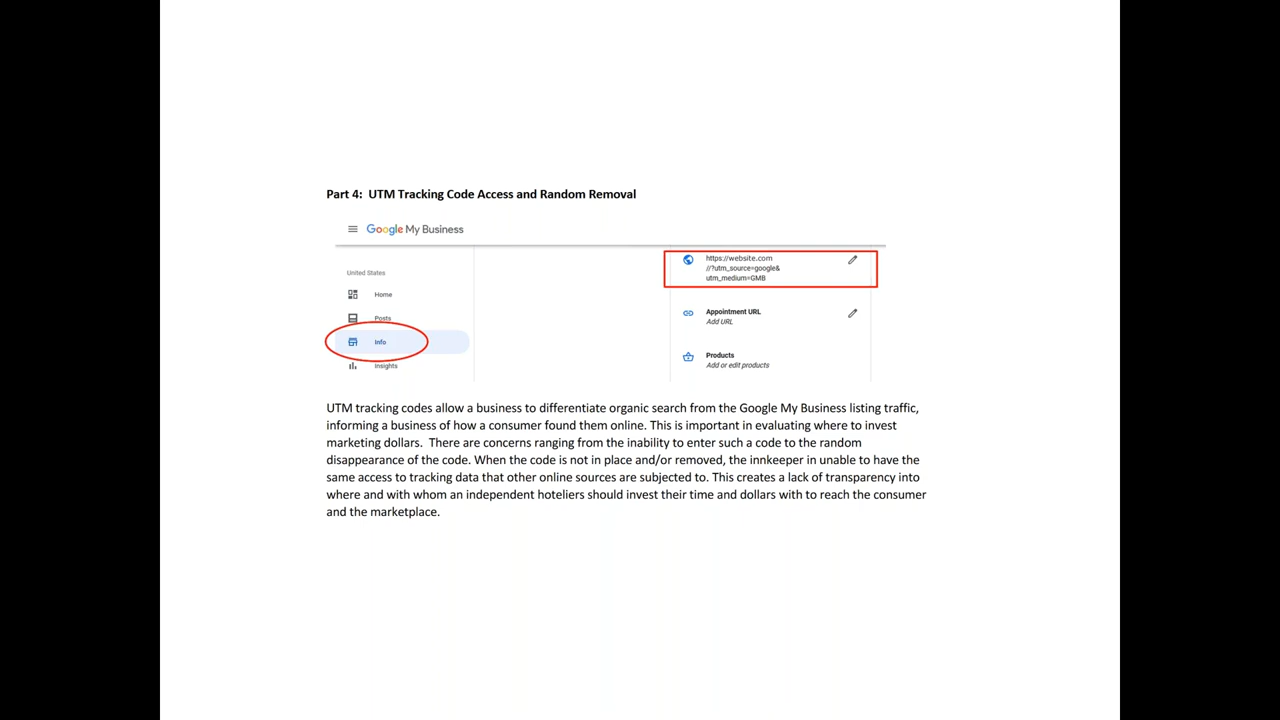 Part 4:  UTM Tracking Code Access and Random Removal
Google My Business
United States
Home
Posts
Info
Insights
https://website.com
//?utm_source=google&
utm_medium=GMB
Appointment URL
Add URL
Products
Add or edit products
UTM tracking codes allow a business to differentiate organic search from the Google My Business listing traffic,
informing a business of how a consumer found them online. This is important in evaluating where to invest
marketing dollars.  There are concerns ranging from the inability to enter such a code to the random
disappearance of the code. When the code is not in place and/or removed, the innkeeper in unable to have the
same access to tracking data that other online sources are subjected to. This creates a lack of transparency into
where and with whom an independent hoteliers should invest their time and dollars with to reach the consumer
and the marketplace.